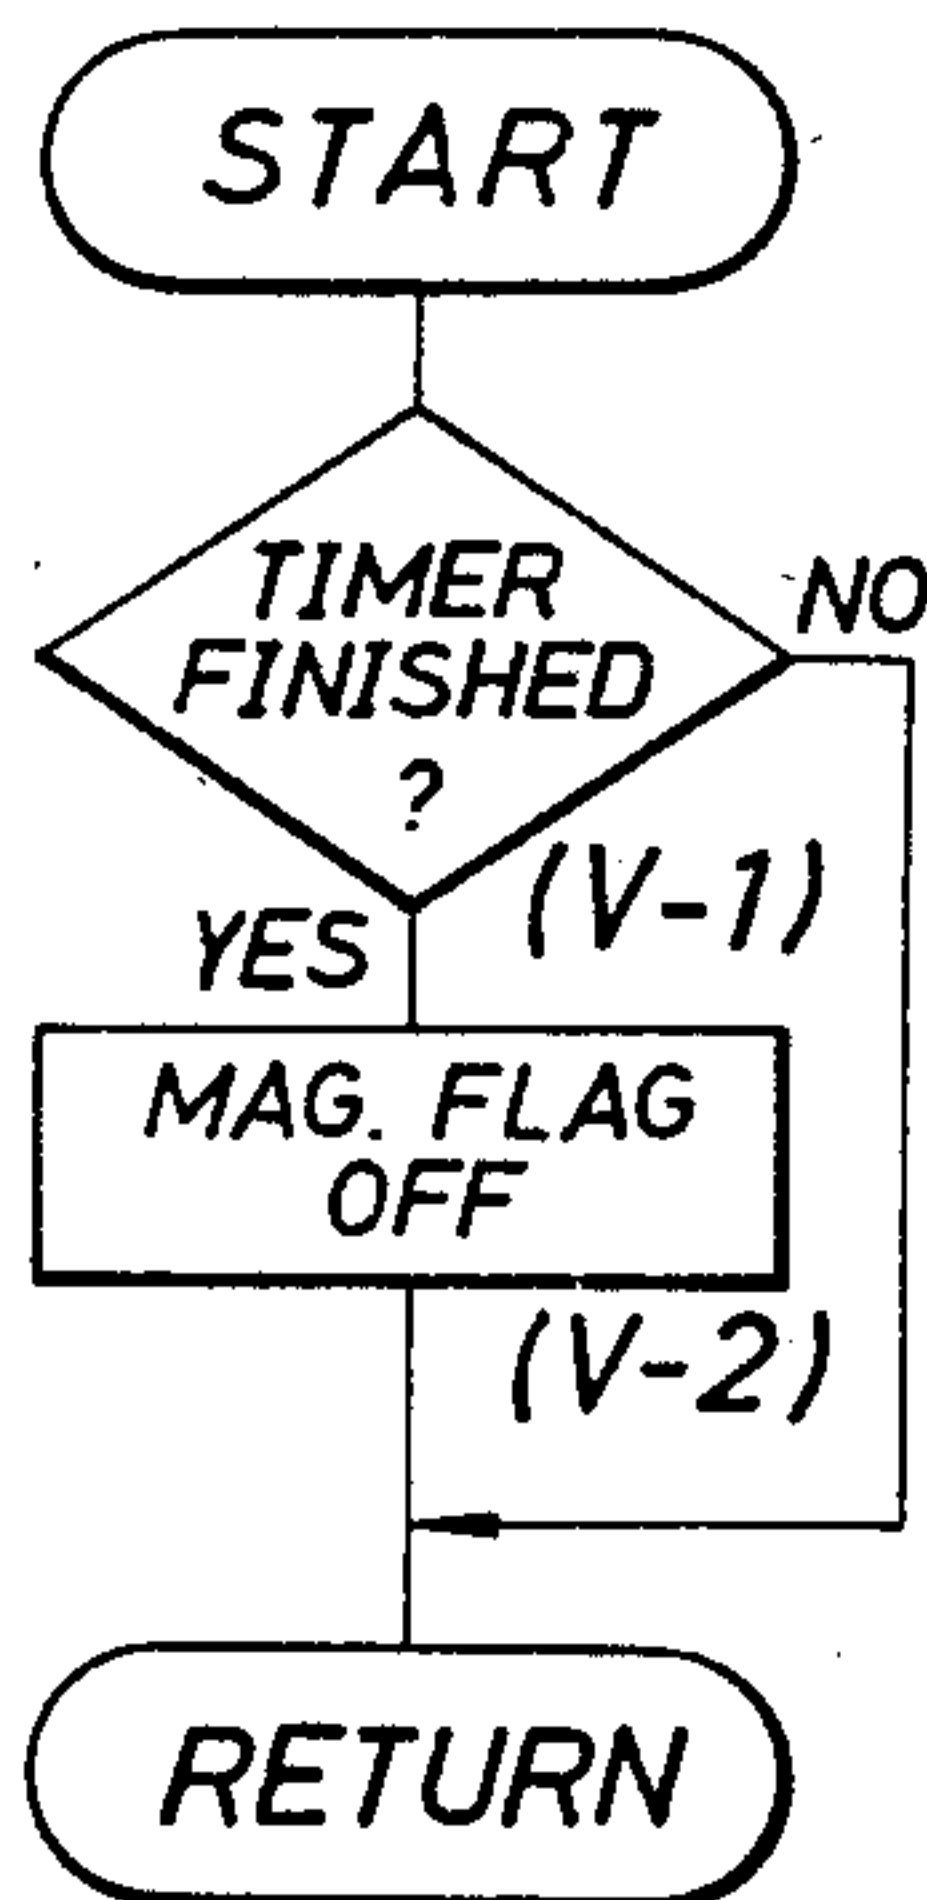 START
TIMER
FINISHED
?
NO
(V-1)
YES
MAG. FLAG
OFF
(V-2)
RETURN